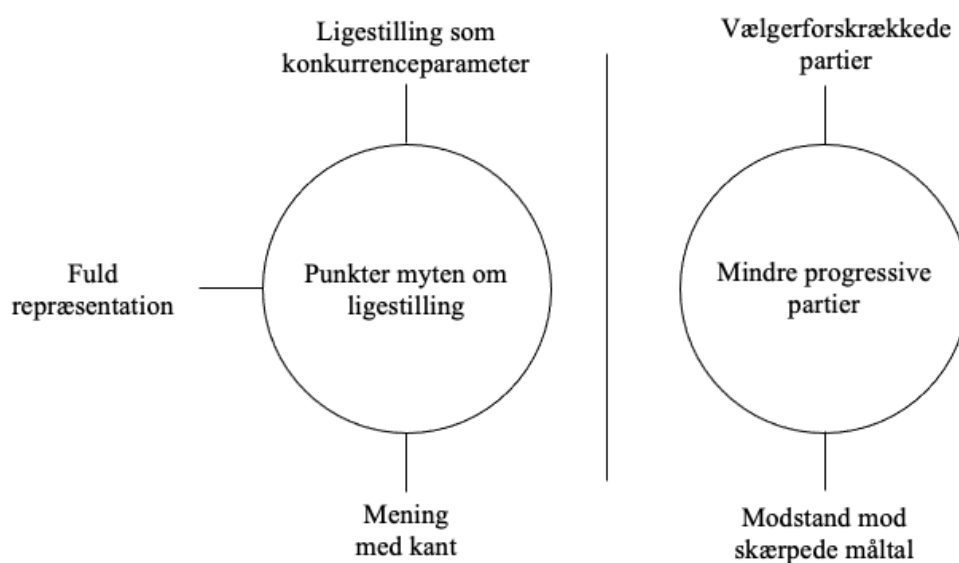 Ligestilling som
konkurrenceparameter
Vælgerforskrækkede
partier
Fuld
repræsentation
Punkter myten om
ligestilling
Mindre progressive
partier
Mening
med kant
Modstand mod
skærpede måltal